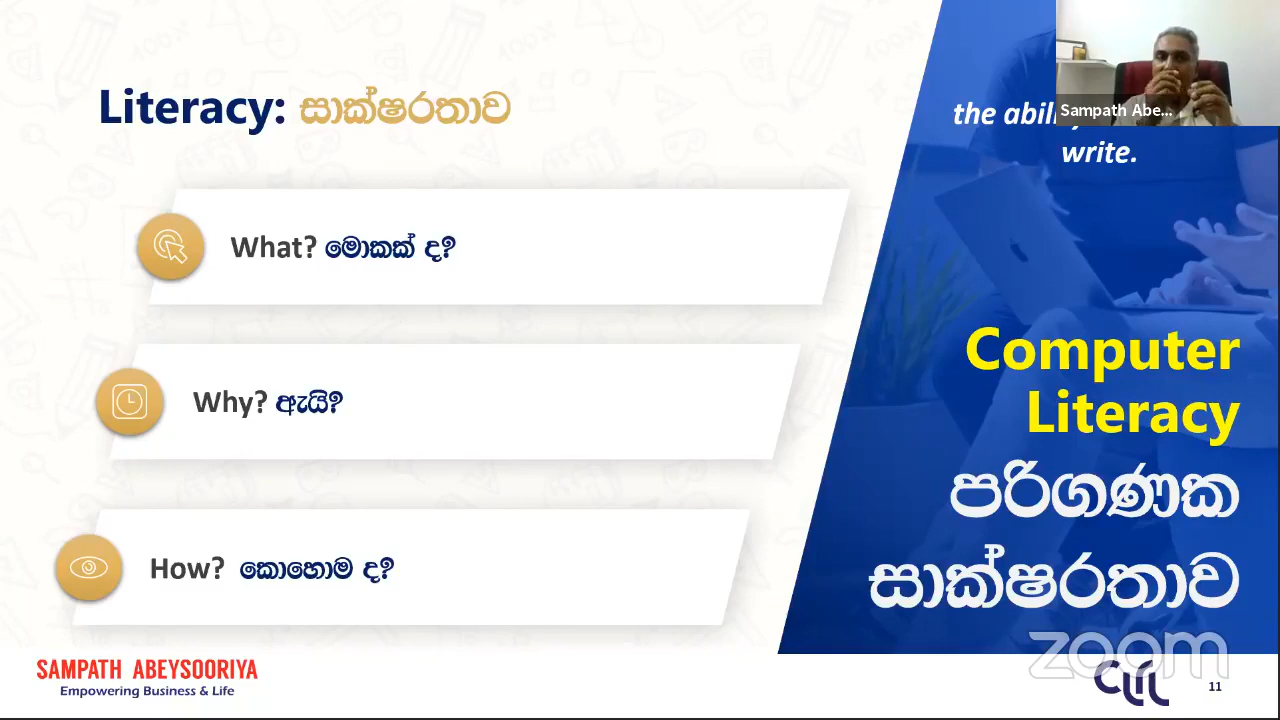 Literacy: සාක්ෂරතාව
What? මොකක් ද?
Why? ඇයි?
How? කොහොම ද?
the
write.
Sampath Abe...
Computer
Literacy
පරිගණක
සාක්ෂරතාව
zoom
SAMPATH ABEYSOORIYA
Empowering Business & Life
11